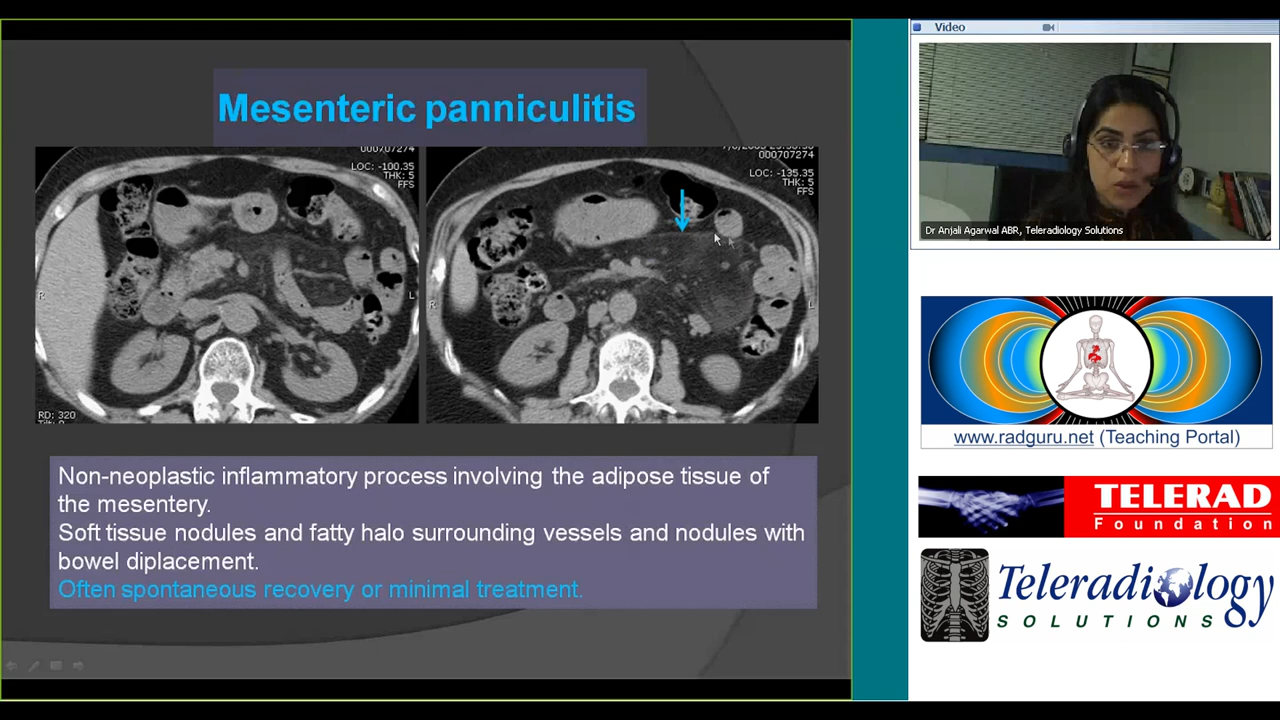 Mesenteric panniculitis
000707274
LOC: -100.35
THK: 5
FFS
R
L
RD: 320
000707274
LOC: -135.35
THK: 5
FFS
R
L
Non-neoplastic inflammatory process involving the adipose tissue of
the mesentery.
Soft tissue nodules and fatty halo surrounding vessels and nodules with
bowel diplacement.
Often spontaneous recovery or minimal treatment.
Video
Dr Anjali Agarwal ABR, Teleradiology Solutions
www.radguru.net (Teaching Portal)
TELERAD
Foundation
Teleradiology
SOLUTIONS